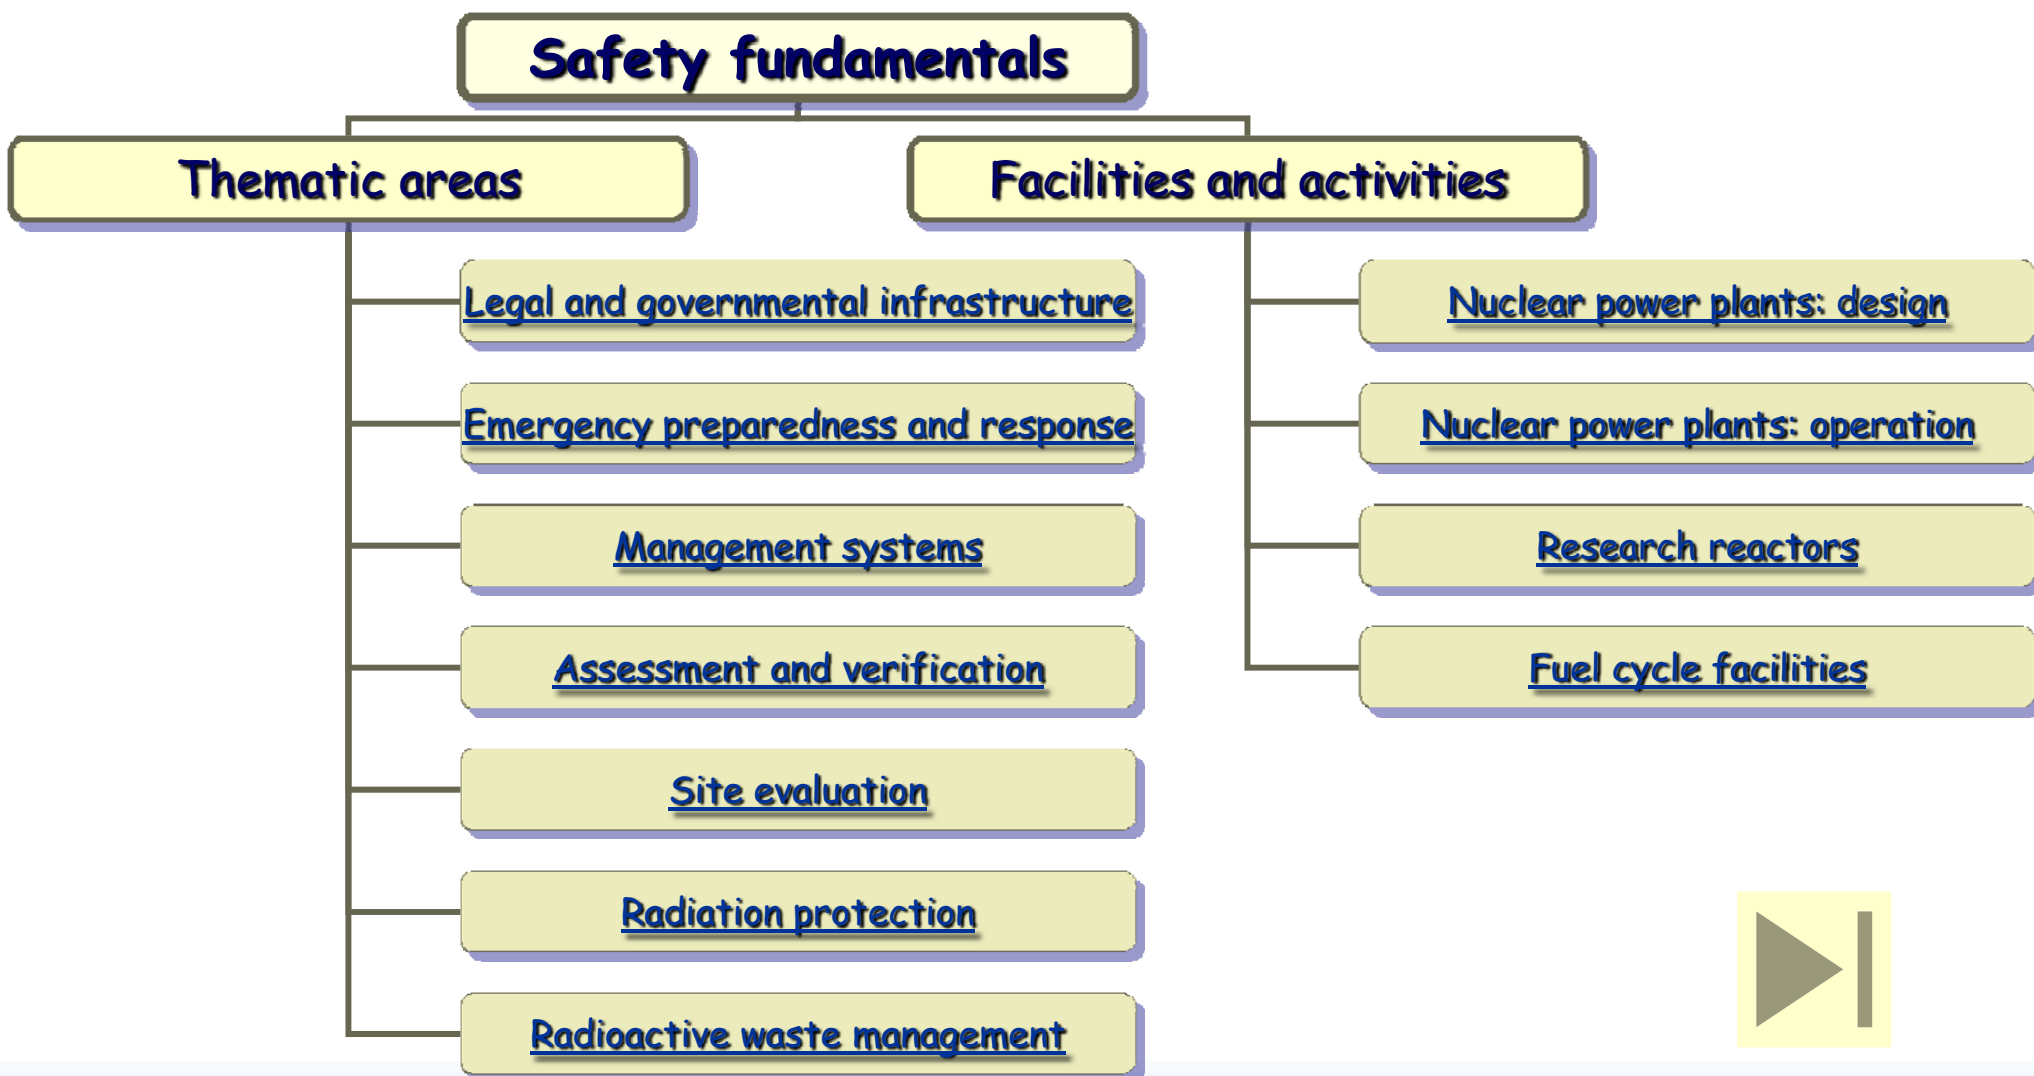 Safety fundamentals
Thematic areas
Facilities and activities
Legal and governmental infrastructure
Emergency preparedness and response
Management systems
Assessment and verification
Site evaluation
Radiation protection
Radioactive waste management
Nuclear power plants: design
Nuclear power plants: operation
Research reactors
Fuel cycle facilities